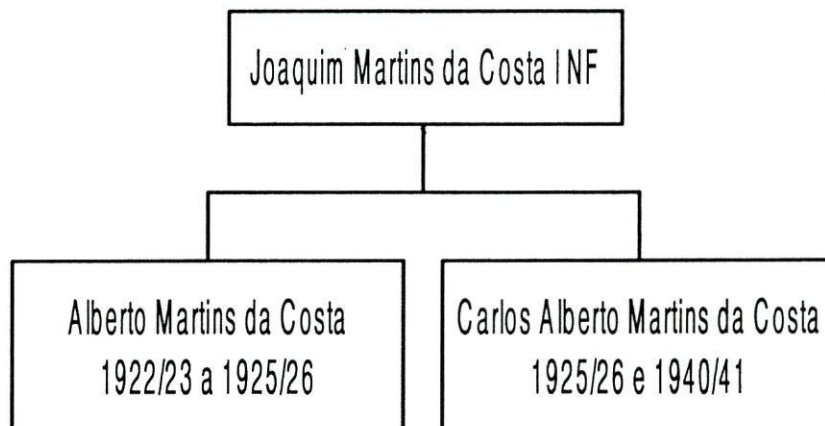 Joaquim Martins da Costa INF
Alberto Martins da Costa
1922/23 a 1925/26
Carlos Alberto Martins da Costa
1925/26 e 1940/41